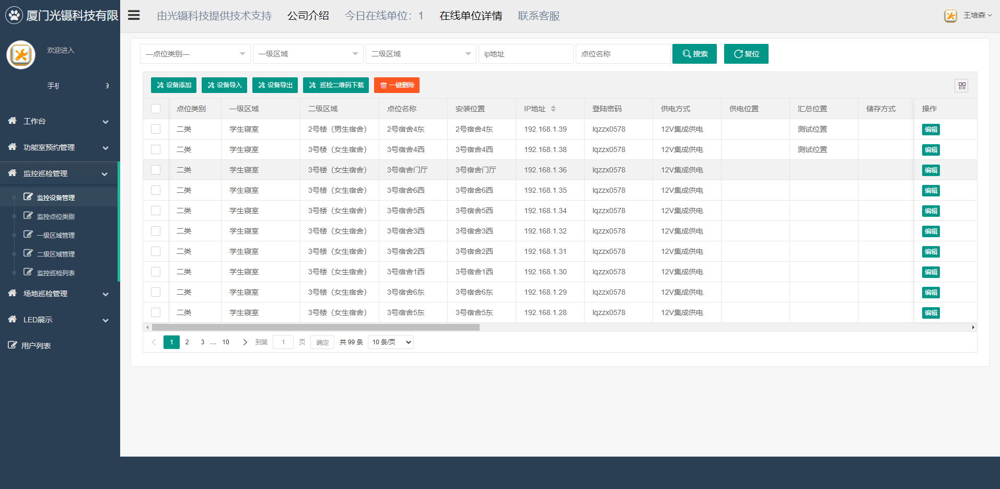 厦门光镊科技有限
由光镊科技提供技术支持 公司介绍 今日在线单位：1 在线单位详情 联系客服
王培森
欢迎进入
手机 9
工作台
功能室预约管理
监控巡检管理
监控设备管理
监控点位类别
一级区域管理
二级区域管理
监控巡检列表
场地巡检管理
LED展示
用户列表
—点位类别— 一级区域 二级区域 ip地址 点位名称 搜索 复位
设备添加 设备导入 设备导出 巡检二维码下载 一键删除
点位类别 一级区域 二级区域 点位名称 安装位置 IP地址 登陆密码 供电方式 供电位置 汇总位置 储存方式 操作
二类 学生寝室 2号楼（男生宿舍） 2号宿舍4东 2号宿舍4东 192.168.1.39 lqzzx0578 12V集成供电 测试位置 编辑
二类 学生寝室 3号楼（女生宿舍） 3号宿舍4西 3号宿舍4西 192.168.1.38 lqzzx0578 12V集成供电 测试位置 编辑
二类 学生寝室 3号楼（女生宿舍） 3号宿舍门厅 3号宿舍门厅 192.168.1.36 lqzzx0578 12V集成供电 编辑
二类 学生寝室 3号楼（女生宿舍） 3号宿舍6西 3号宿舍6西 192.168.1.35 lqzzx0578 12V集成供电 编辑
二类 学生寝室 3号楼（女生宿舍） 3号宿舍5西 3号宿舍5西 192.168.1.34 lqzzx0578 12V集成供电 编辑
二类 学生寝室 3号楼（女生宿舍） 3号宿舍3西 3号宿舍3西 192.168.1.32 lqzzx0578 12V集成供电 编辑
二类 学生寝室 3号楼（女生宿舍） 3号宿舍2西 3号宿舍2西 192.168.1.31 lqzzx0578 12V集成供电 编辑
二类 学生寝室 3号楼（女生宿舍） 3号宿舍1西 3号宿舍1西 192.168.1.30 lqzzx0578 12V集成供电 编辑
二类 学生寝室 3号楼（女生宿舍） 3号宿舍6东 3号宿舍6东 192.168.1.29 lqzzx0578 12V集成供电 编辑
二类 学生寝室 3号楼（女生宿舍） 3号宿舍5东 3号宿舍5东 192.168.1.28 lqzzx0578 12V集成供电 编辑
1 2 3 … 10 到第 1 页 确定 共 99 条 10 条/页